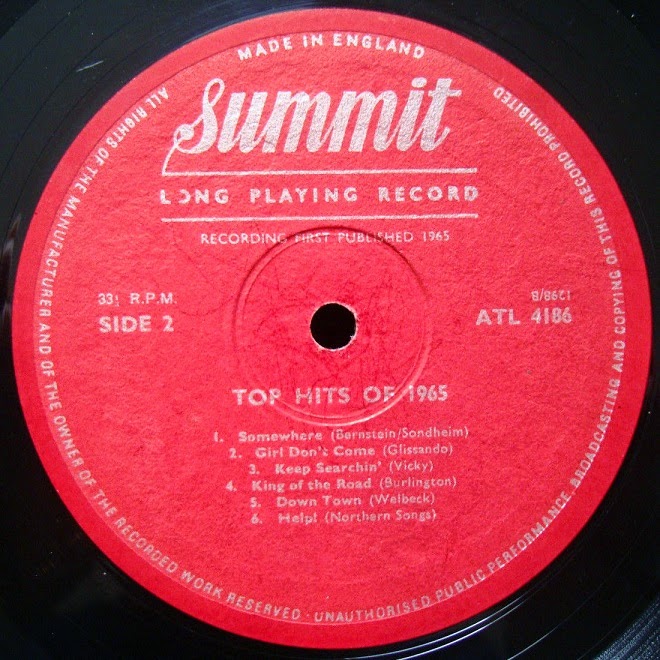 MADE IN ENGLAND
Summit
LONG PLAYING RECORD
RECORDING FIRST PUBLISHED 1965
33⅓ R.P.M.
8/8621
SIDE 2
ATL 4186
TOP HITS OF 1965
1. Somewhere (Bernstein/Sondheim)
2. Girl Don't Come (Glissando)
3. Keep Searchin' (Vicky)
4. King of the Road (Burlington)
5. Down Town (Welbeck)
6. Help! (Northern Songs)
ALL RIGHTS OF THE MANUFACTURER AND OF THE OWNER OF THE RECORDED WORK RESERVED · UNAUTHORISED PUBLIC PERFORMANCE, BROADCASTING AND COPYING OF THIS RECORD PROHIBITED